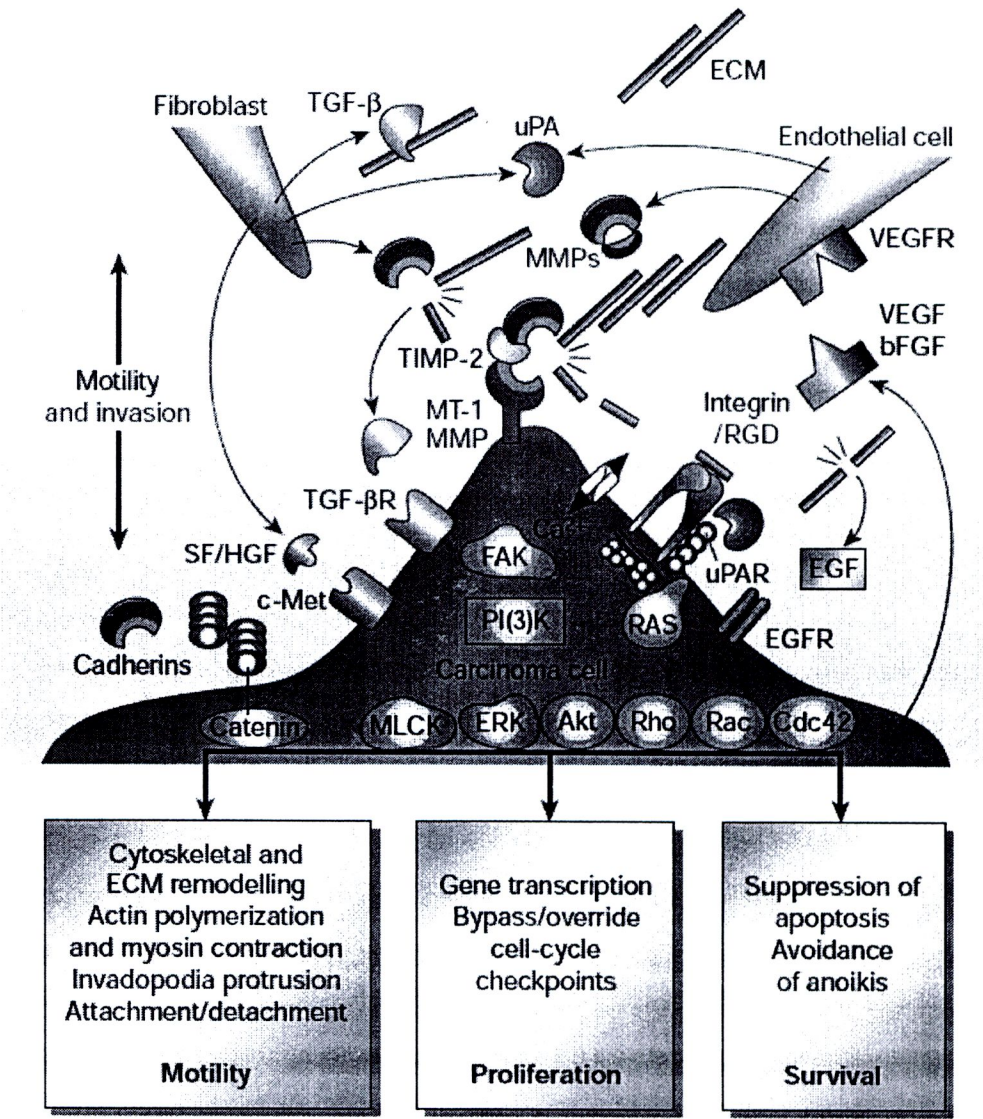 ECM
TGF-β
Fibroblast
uPA
Endothelial cell
VEGFR
MMPs
VEGF
bFGF
TIMP-2
Motility
and invasion
Integrin
/RGD
MT-1
MMP
TGF-βR
SF/HGF
FAK
uPAR
EGF
c-Met
PI(3)K
RAS
EGFR
Cadherins
Carcinoma cell
Catenin
MLCK
ERK
Akt
Rho
Rac
Cdc42
Cytoskeletal and
ECM remodelling
Actin polymerization
and myosin contraction
Invadopodia protrusion
Attachment/detachment
Motility
Gene transcription
Bypass/override
cell-cycle
checkpoints
Proliferation
Suppression of
apoptosis
Avoidance
of anoikis
Survival